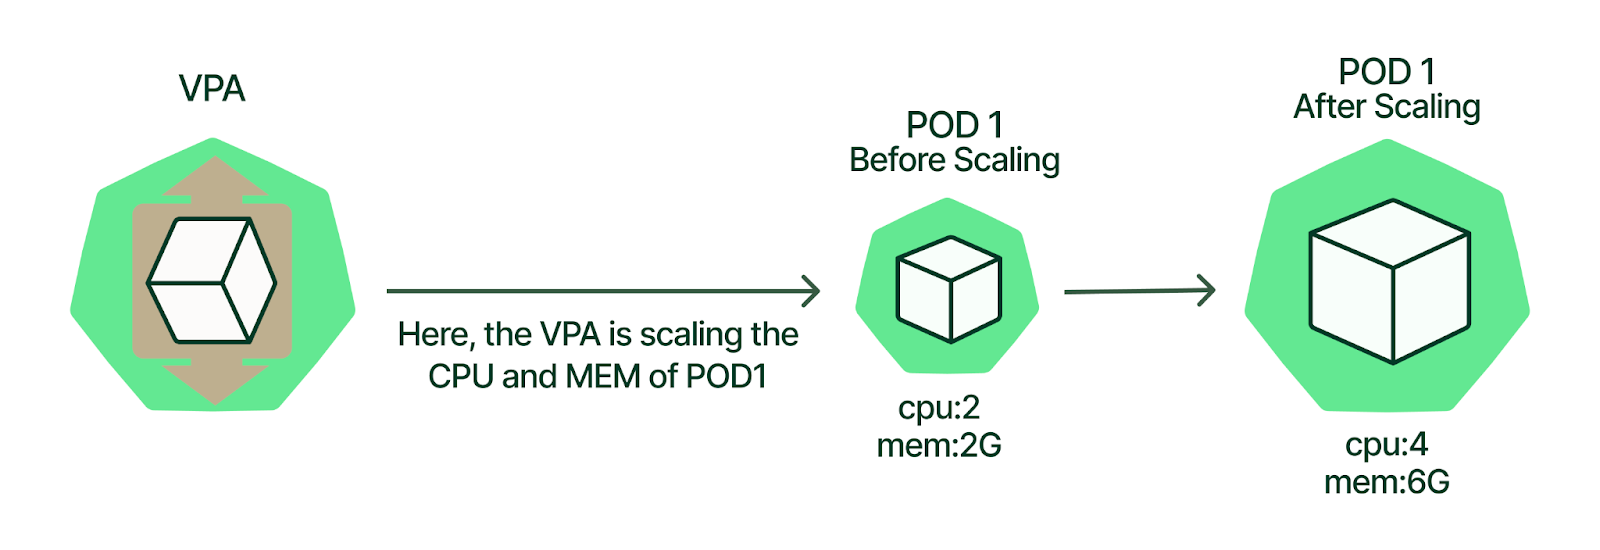 VPA
Here, the VPA is scaling the
CPU and MEM of POD1
POD 1
Before Scaling
cpu:2
mem:2G
POD 1
After Scaling
cpu:4
mem:6G